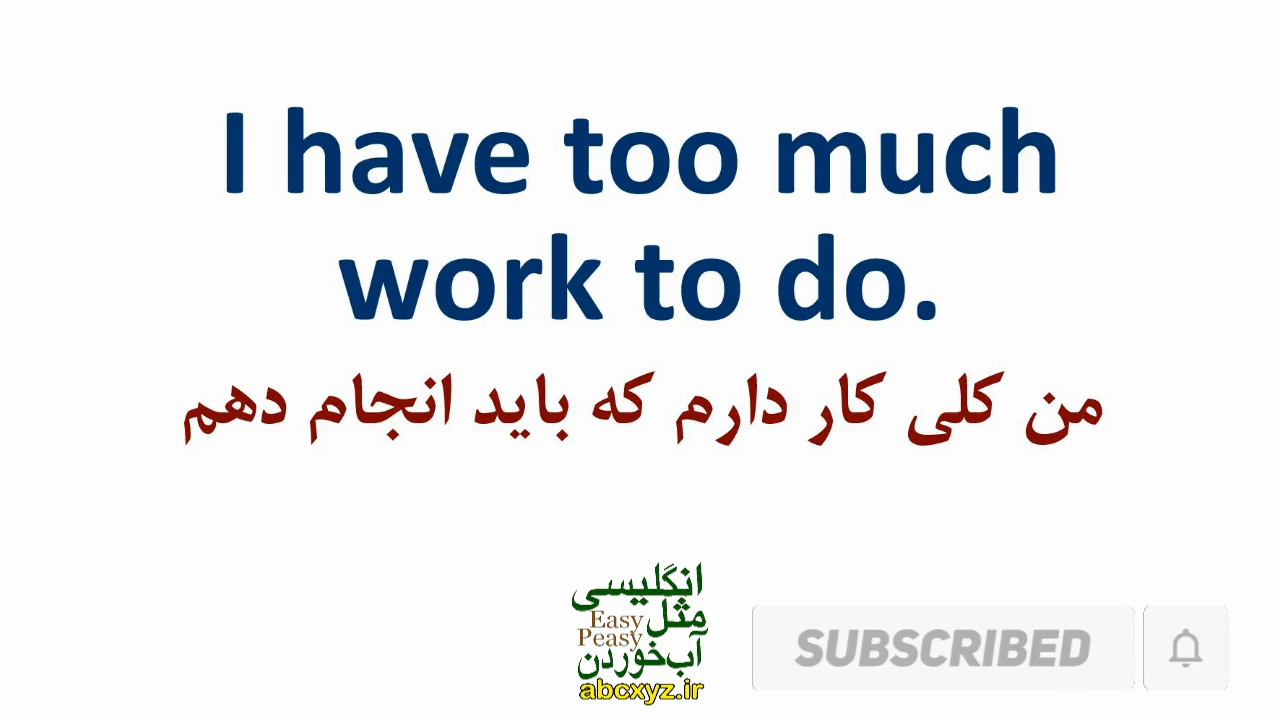 I have too much
work to do.
من کلی کار دارم که باید انجام دهم
انگلیسی
مثل
Easy
Peasy
آب‌خوردن
abcxyz.ir
SUBSCRIBED